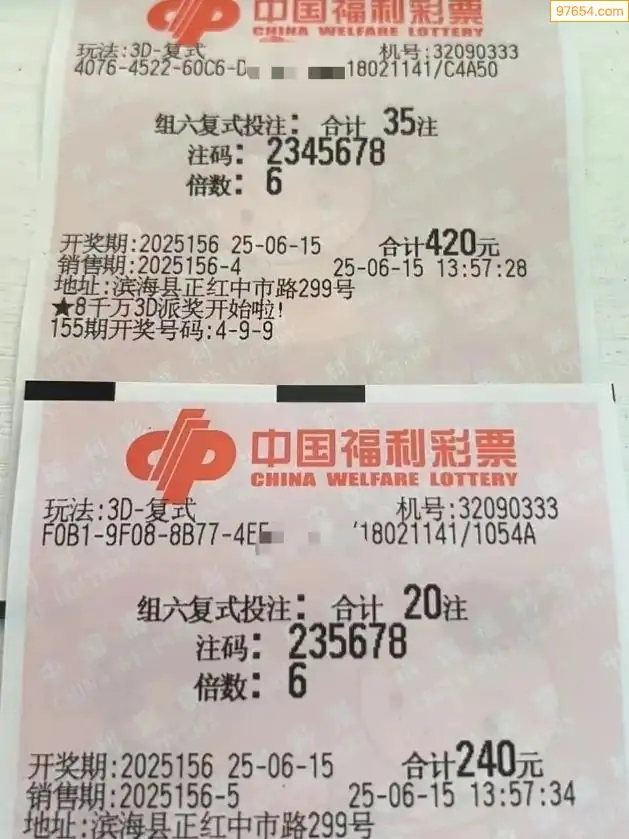 97654.com
中国福利彩票
CHINA WELFARE LOTTERY
玩法:3D-复式 机号:32090333
4076-4522-60C6-D 18021141/C4A50
组六复式投注: 合计 35注
注码: 2345678
倍数: 6
开奖期:2025156 25-06-15 合计420元
销售期:2025156-4 25-06-15 13:57:28
地址:滨海县正红中市路299号
★8千万3D派奖开始啦!
155期开奖号码:4-9-9
中国福利彩票
CHINA WELFARE LOTTERY
玩法:3D-复式 机号:32090333
F0B1-9F08-8B77-4E 18021141/1054A
组六复式投注: 合计 20注
注码: 235678
倍数: 6
开奖期:2025156 25-06-15 合计240元
销售期:2025156-5 25-06-15 13:57:34
地址:滨海县正红中市路299号